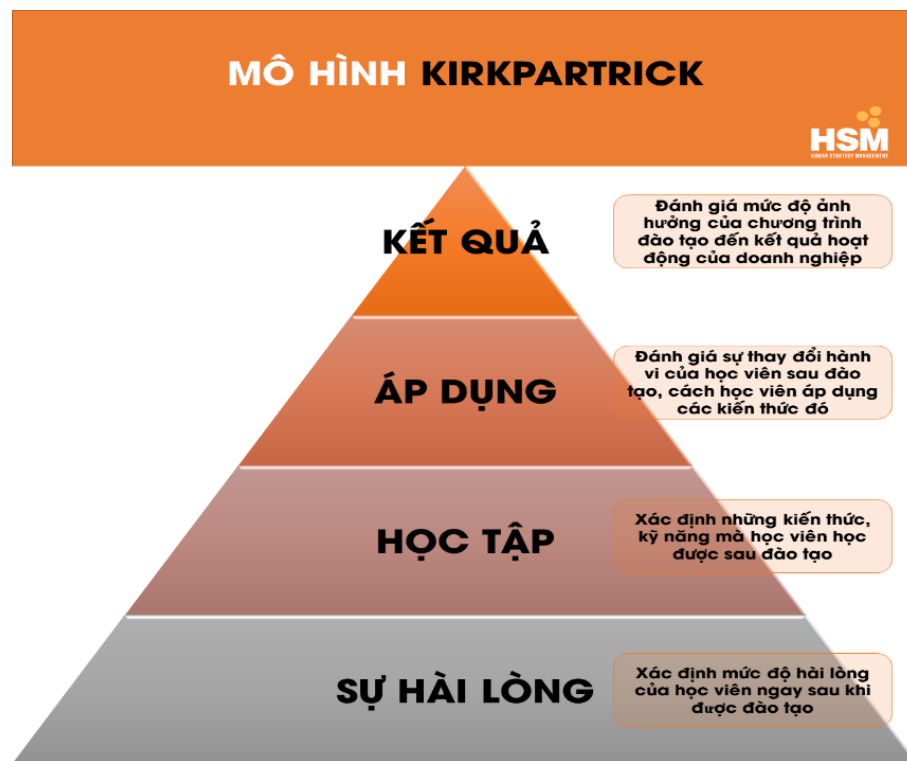 MÔ HÌNH KIRKPARTRICK
HSM
HUMAN STRATEGY MANAGEMENT
KẾT QUẢ
Đánh giá mức độ ảnh
hưởng của chương trình
đào tạo đến kết quả hoạt
động của doanh nghiệp
ÁP DỤNG
Đánh giá sự thay đổi hành
vi của học viên sau đào
tạo, cách học viên áp dụng
các kiến thức đó
HỌC TẬP
Xác định những kiến thức,
kỹ năng mà học viên học
được sau đào tạo
SỰ HÀI LÒNG
Xác định mức độ hài lòng
của học viên ngay sau khi
được đào tạo